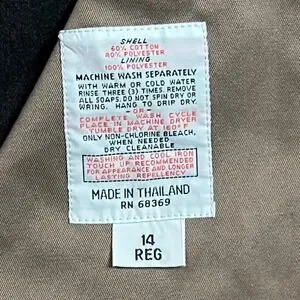 SHELL
60% COTTON
40% POLYESTER
LINING
100% POLYESTER
MACHINE WASH SEPARATELY
WITH WARM OR COLD WATER
RINSE THREE (3) TIMES. REMOVE
ALL SOAPS. DO NOT SPIN DRY OR
WRING. HANG TO DRIP DRY.
-OR-
COMPLETE WASH CYCLE
PLACE IN MACHINE DRYER
TUMBLE DRY AT 160°F
ONLY NON-CHLORINE BLEACH,
WHEN NEEDED
DRY CLEANABLE
WASHING AND COOL IRON
TOUCH UP RECOMMENDED
FOR APPEARANCE AND LONGER
LASTING REPELLENCY.
MADE IN THAILAND
RN 68369
14
REG